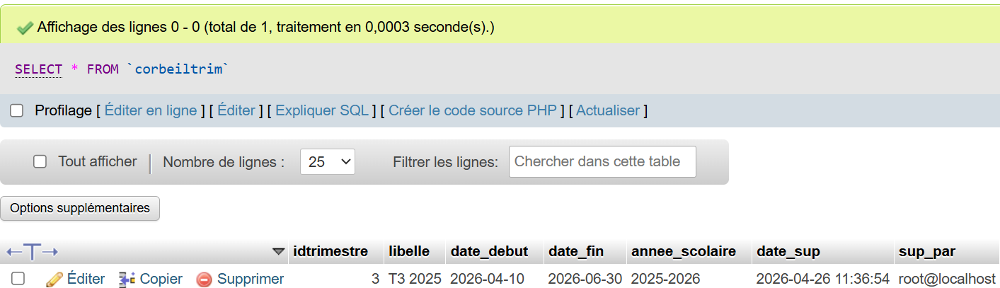 Affichage des lignes 0 - 0 (total de 1, traitement en 0,0003 seconde(s).)
SELECT * FROM `corbeiltrim`
Profilage [ Éditer en ligne ] [ Éditer ] [ Expliquer SQL ] [ Créer le code source PHP ] [ Actualiser ]
Tout afficher | Nombre de lignes : 25 Filtrer les lignes: Chercher dans cette table
Options supplémentaires
idtrimestre libelle date_debut date_fin annee_scolaire date_sup sup_par
Éditer Copier Supprimer 3 T3 2025 2026-04-10 2026-06-30 2025-2026 2026-04-26 11:36:54 root@localhost